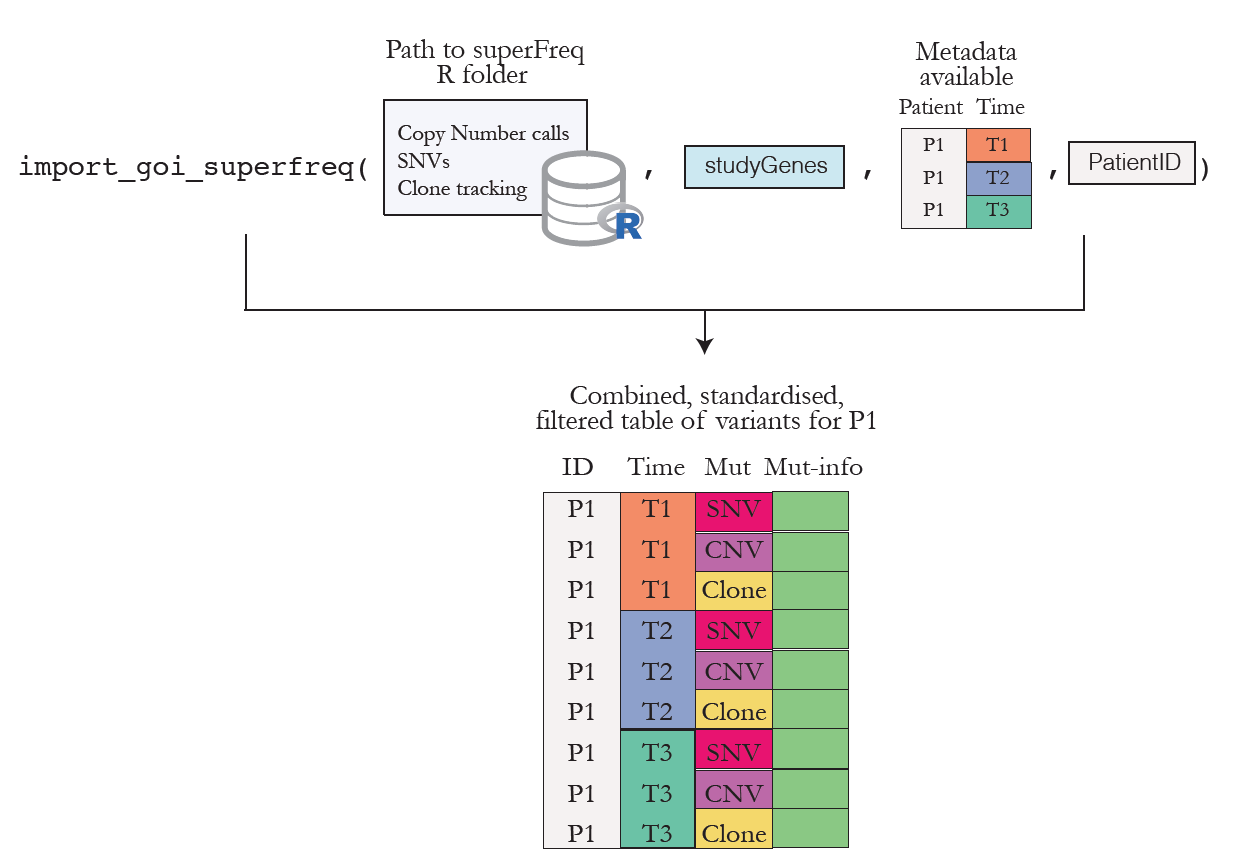 Path to superFreq
R folder
Metadata
available
Patient Time
Copy Number calls
SNVs
Clone tracking
R
import_goi_superfreq( , studyGenes , , PatientID )
P1 T1
P1 T2
P1 T3
Combined, standardised,
filtered table of variants for P1
ID Time Mut Mut-info
P1 T1 SNV
P1 T1 CNV
P1 T1 Clone
P1 T2 SNV
P1 T2 CNV
P1 T2 Clone
P1 T3 SNV
P1 T3 CNV
P1 T3 Clone